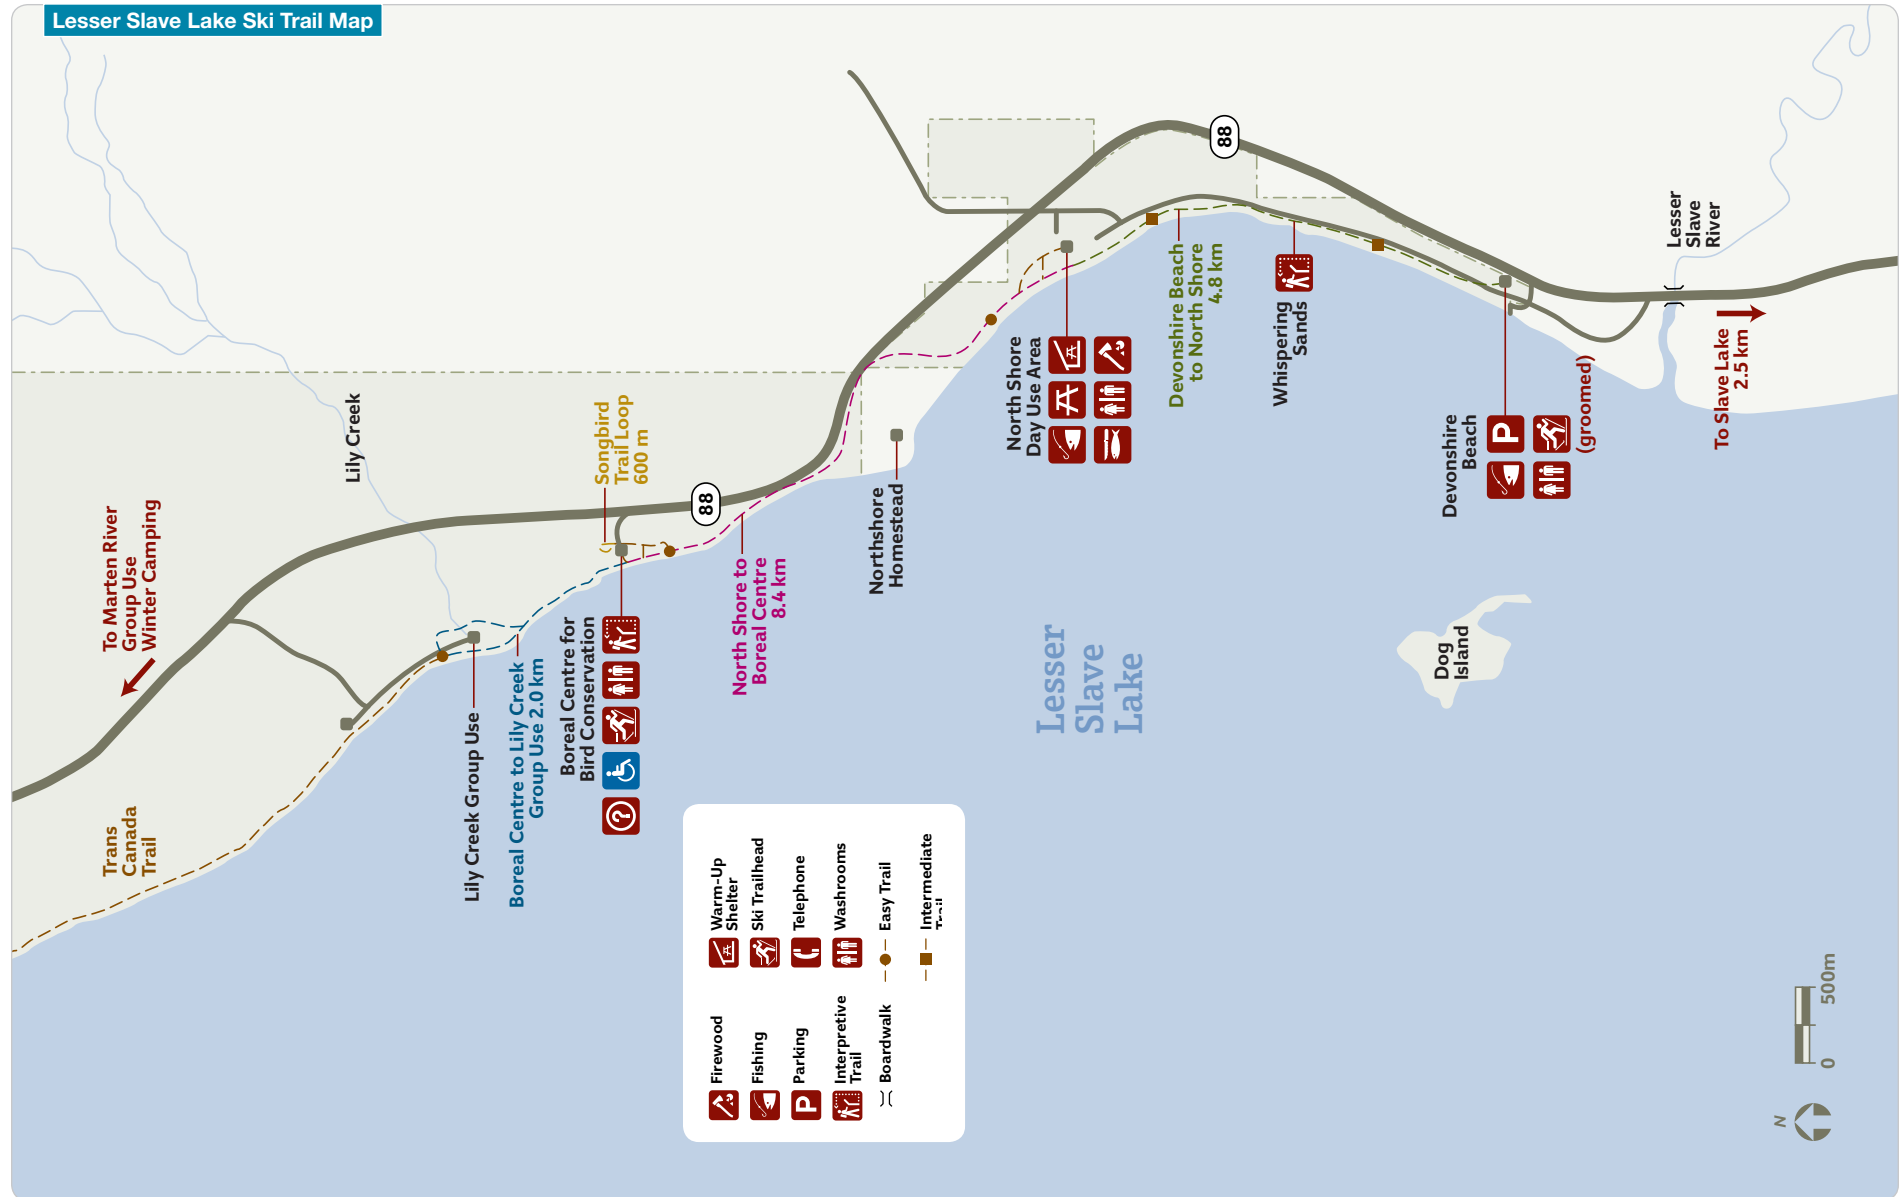 Lesser Slave Lake Ski Trail Map
To Marten River
Group Use
Winter Camping
Trans
Canada
Trail
Lily Creek
Lily Creek Group Use
Boreal Centre to Lily Creek
Group Use 2.0 km
Songbird
Trail Loop
600 m
Boreal Centre for
Bird Conservation
?
88
North Shore to
Boreal Centre
8.4 km
Northshore
Homestead
North Shore
Day Use Area
Devonshire Beach
to North Shore
4.8 km
88
Whispering
Sands
Devonshire
Beach
P
(groomed)
Lesser
Slave
River
To Slave Lake
2.5 km
Lesser
Slave
Lake
Dog
Island
Firewood
Fishing
P
Parking
Interpretive
Trail
Boardwalk
Warm-Up
Shelter
Ski Trailhead
Telephone
Washrooms
Easy Trail
Intermediate
Trail
0
500m
N